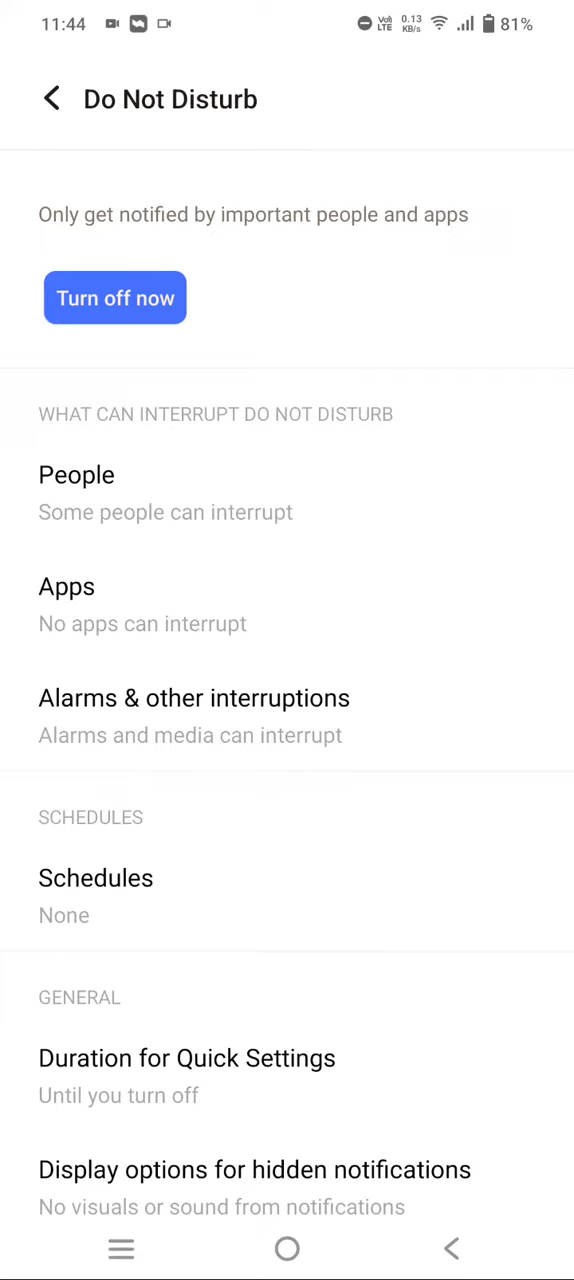 11:44 Vo) LTE 0.13 KB/s 81%
Do Not Disturb
Only get notified by important people and apps
Turn off now
WHAT CAN INTERRUPT DO NOT DISTURB
People
Some people can interrupt
Apps
No apps can interrupt
Alarms & other interruptions
Alarms and media can interrupt
SCHEDULES
Schedules
None
GENERAL
Duration for Quick Settings
Until you turn off
Display options for hidden notifications
No visuals or sound from notifications